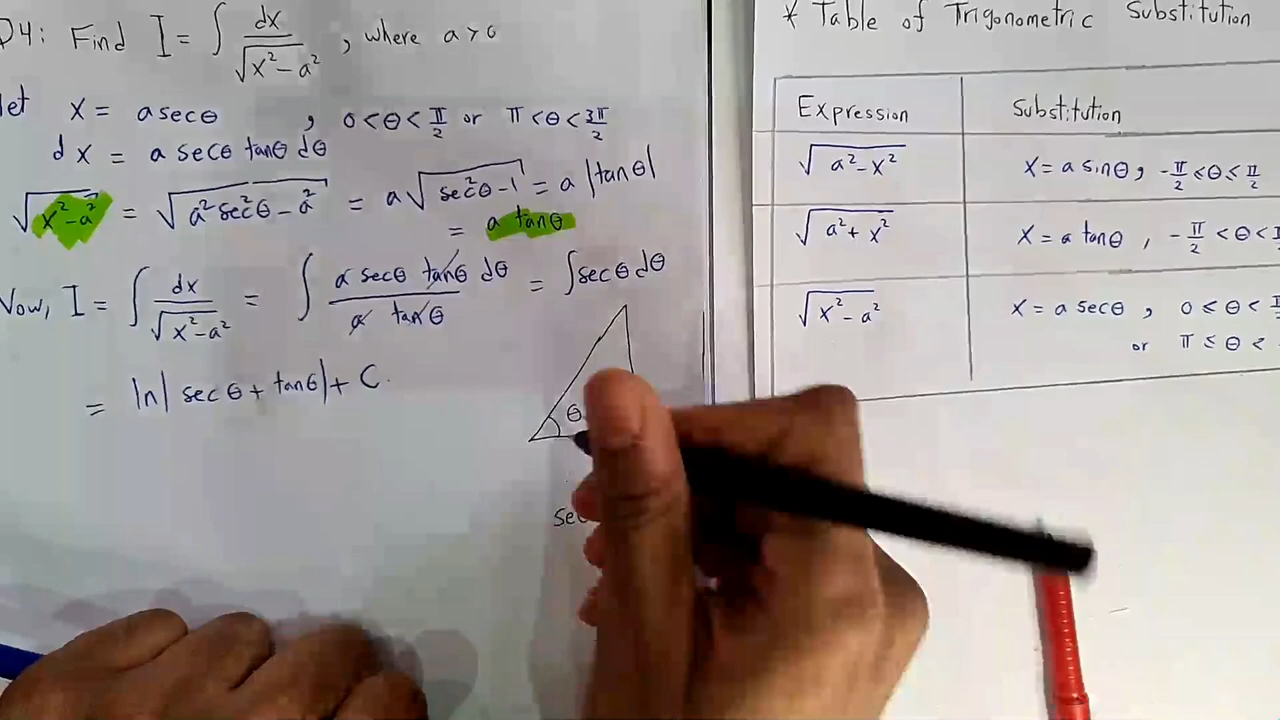 Q4: Find I = ∫ dx / √(x² - a²) , where a > 0
let x = a secθ , 0 < θ < π/2 or π < θ < 3π/2
dx = a secθ tanθ dθ
√(x² - a²) = √(a² sec²θ - a²) = a √(sec²θ - 1) = a |tanθ|
= a tanθ
Now, I = ∫ dx / √(x² - a²) = ∫ a secθ tanθ dθ / a tanθ = ∫ secθ dθ
= ln| secθ + tanθ | + C.
θ
* Table of Trigonometric Substitution
Expression Substitution
√(a² - x²) x = a sinθ, -π/2 < θ < π/2
√(a² + x²) x = a tanθ , -π/2 < θ <
√(x² - a²) x = a secθ , 0 < θ <
or π ≤ θ <